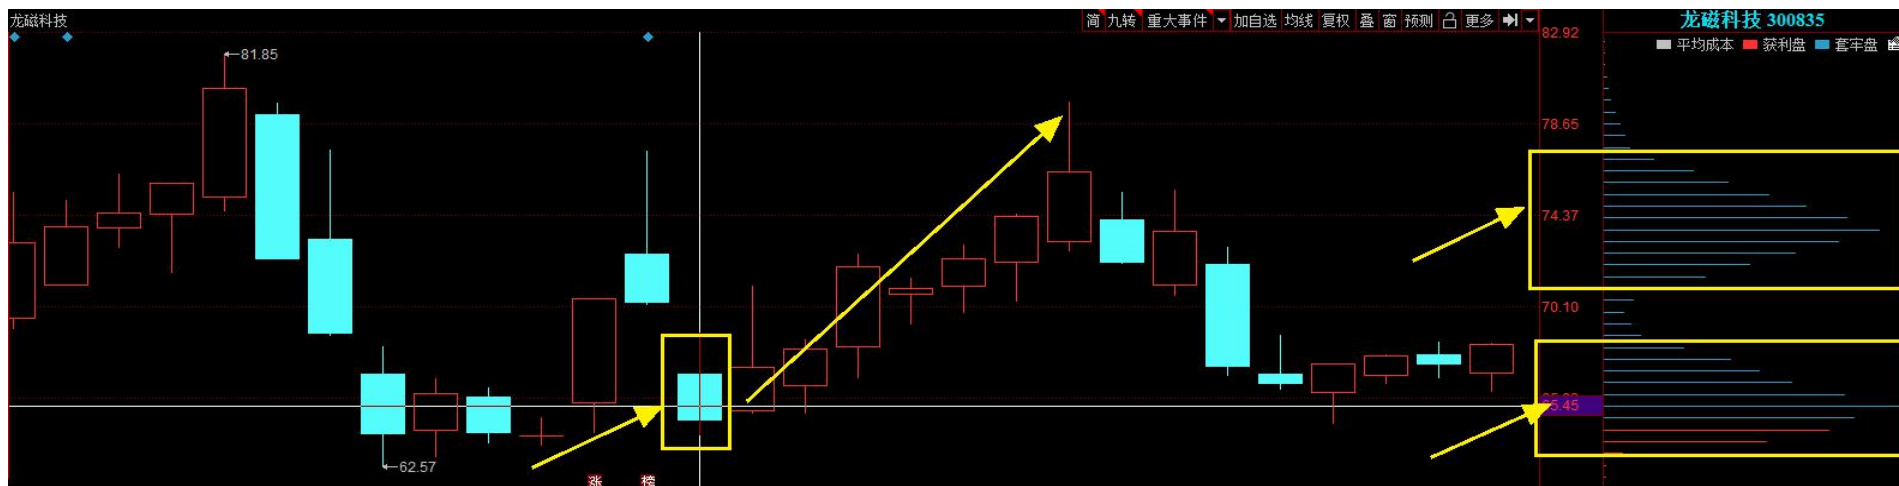 龙磁科技
简 九转 重大事件 加自选 均线 复权 叠 窗 预测 更多
龙磁科技 300835
平均成本 获利盘 套牢盘
82.92
81.85
78.65
74.37
70.10
65.45
62.57
涨 榜